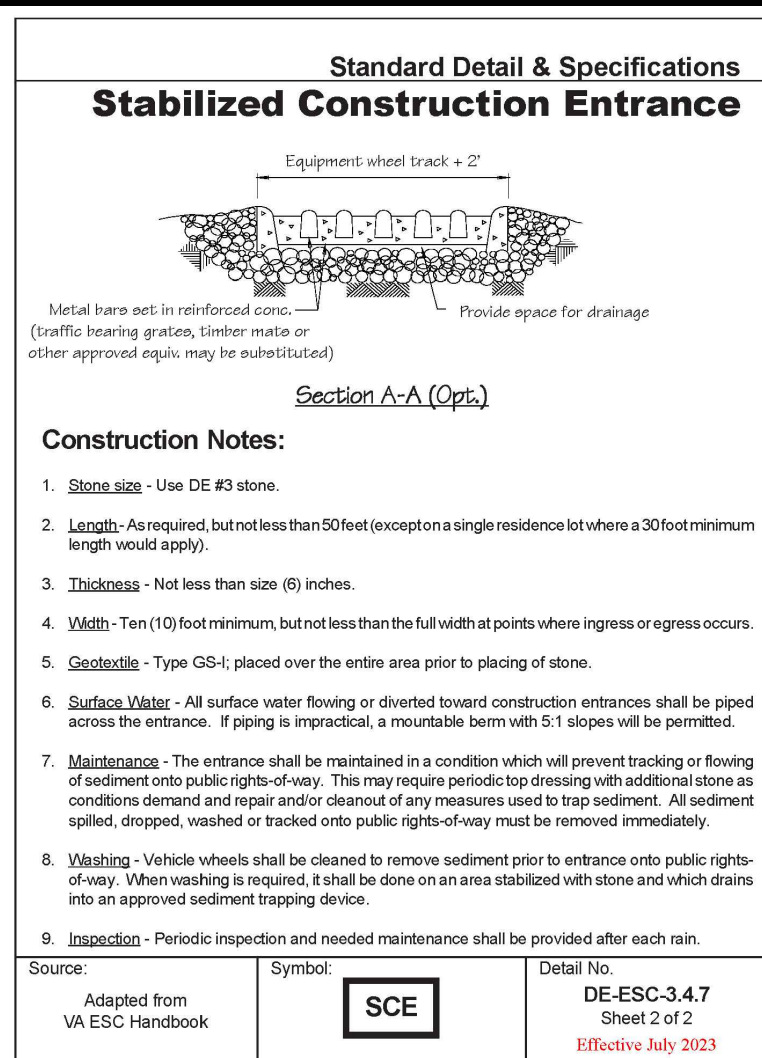 Standard Detail & Specifications
Stabilized Construction Entrance
Equipment wheel track + 2'
Metal bars set in reinforced conc.
(traffic bearing grates, timber mats or
other approved equiv. may be substituted)
Provide space for drainage
Section A-A (Opt.)
Construction Notes:
1. Stone size - Use DE #3 stone.
2. Length - As required, but not less than 50 feet (except on a single residence lot where a 30 foot minimum
length would apply).
3. Thickness - Not less than size (6) inches.
4. Width - Ten (10) foot minimum, but not less than the full width at points where ingress or egress occurs.
5. Geotextile - Type GS-I; placed over the entire area prior to placing of stone.
6. Surface Water - All surface water flowing or diverted toward construction entrances shall be piped
across the entrance. If piping is impractical, a mountable berm with 5:1 slopes will be permitted.
7. Maintenance - The entrance shall be maintained in a condition which will prevent tracking or flowing
of sediment onto public rights-of-way. This may require periodic top dressing with additional stone as
conditions demand and repair and/or cleanout of any measures used to trap sediment. All sediment
spilled, dropped, washed or tracked onto public rights-of-way must be removed immediately.
8. Washing - Vehicle wheels shall be cleaned to remove sediment prior to entrance onto public rights-
of-way. When washing is required, it shall be done on an area stabilized with stone and which drains
into an approved sediment trapping device.
9. Inspection - Periodic inspection and needed maintenance shall be provided after each rain.
Source:
Adapted from
VA ESC Handbook
Symbol:
SCE
Detail No.
DE-ESC-3.4.7
Sheet 2 of 2
Effective July 2023